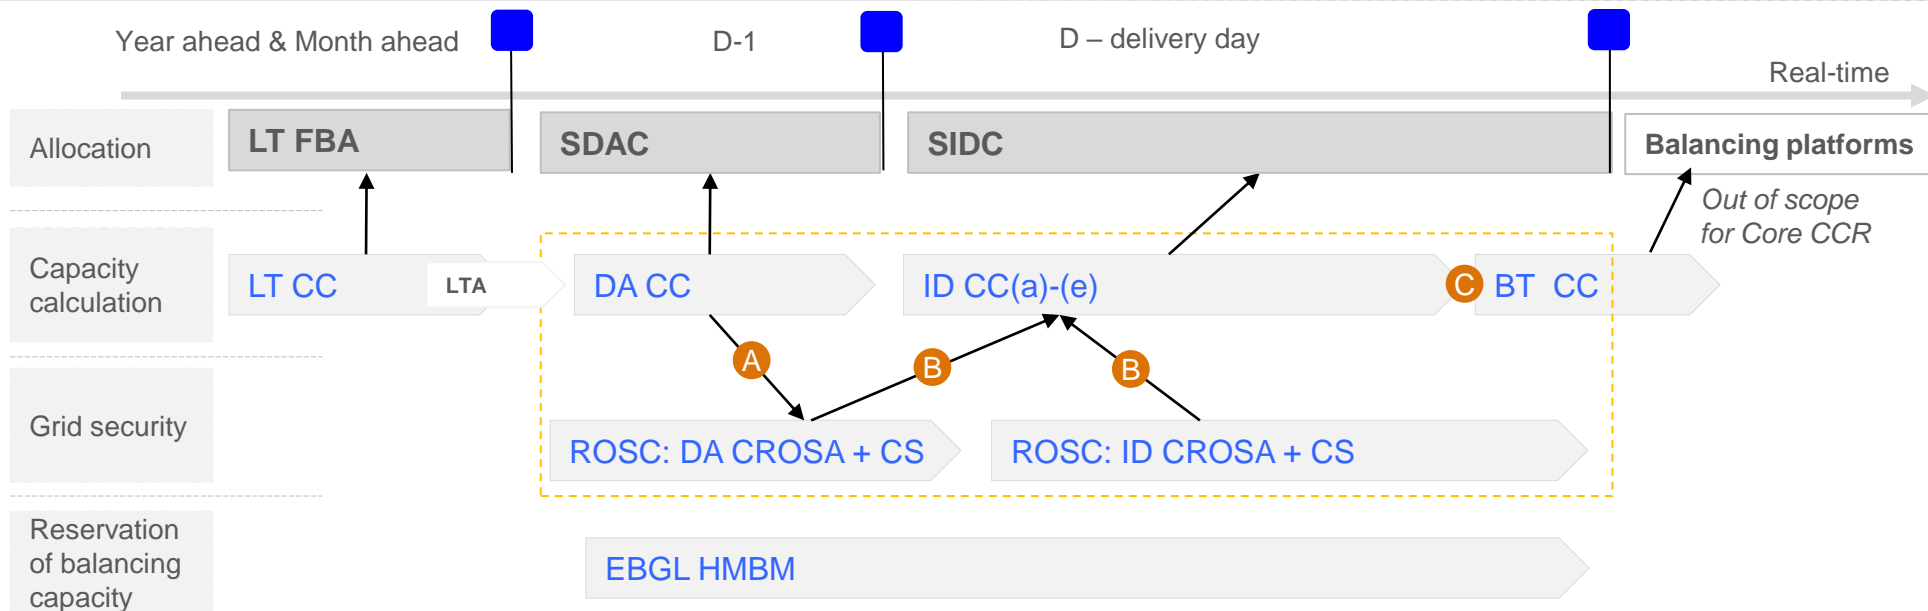 Year ahead & Month ahead
D-1
D – delivery day
Real-time
Allocation
LT FBA
SDAC
SIDC
Balancing platforms
Out of scope
for Core CCR
Capacity
calculation
LT CC
LTA
DA CC
ID CC(a)-(e)
C
BT CC
A
B
B
Grid security
ROSC: DA CROSA + CS
ROSC: ID CROSA + CS
Reservation
of balancing
capacity
EBGL HMBM